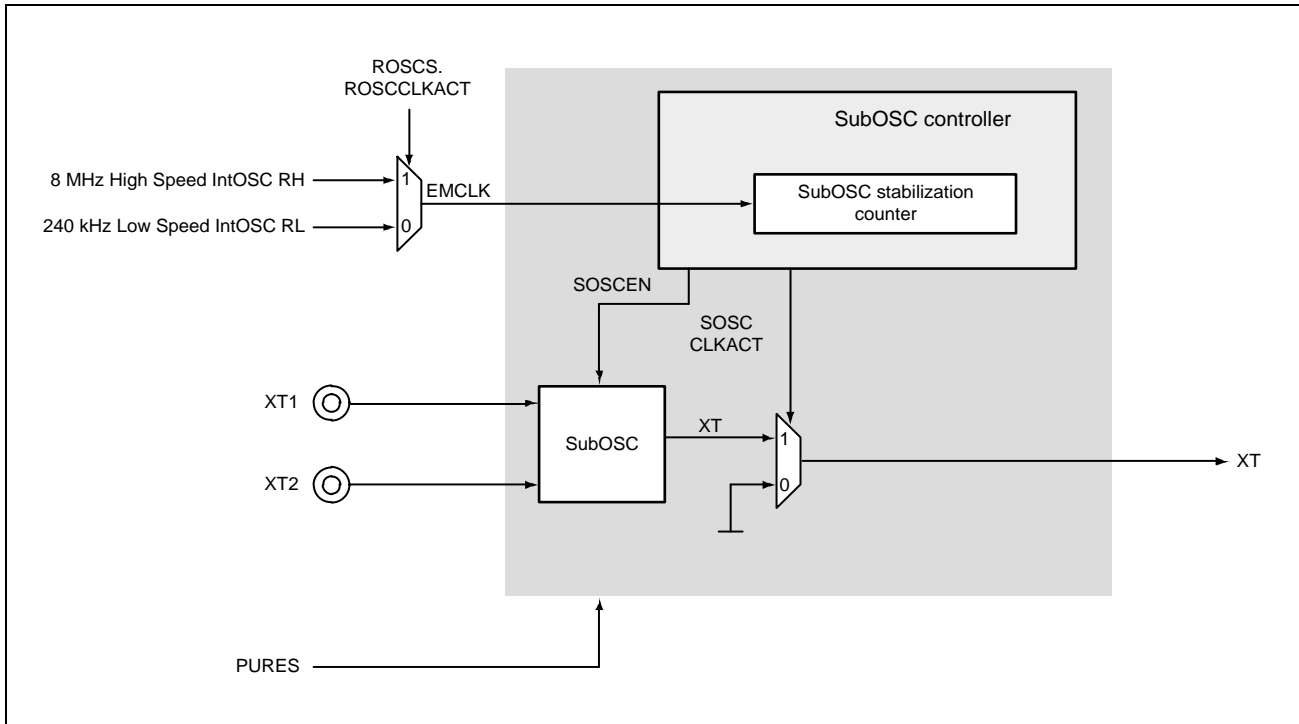 ROSCS.
ROSCCLKACT
SubOSC controller
8 MHz High Speed IntOSC RH
1
EMCLK
SubOSC stabilization
counter
240 kHz Low Speed IntOSC RL
0
SOSCEN
SOSC
CLKACT
XT1
XT
1
SubOSC
XT
XT2
0
PURES